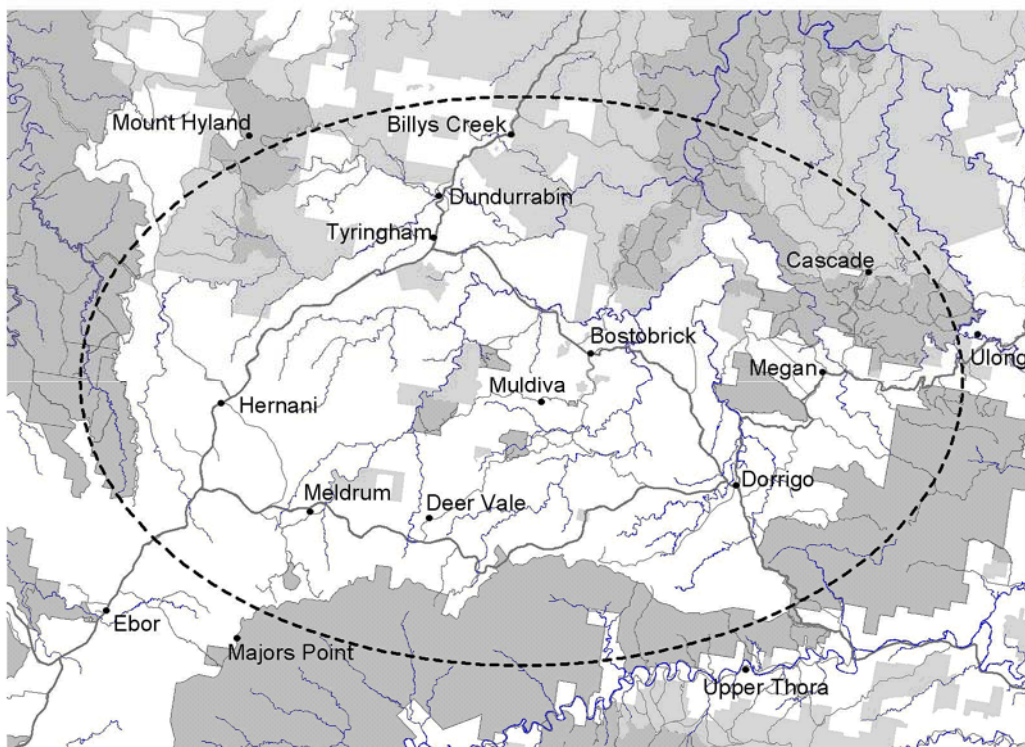 Mount Hyland
Billys Creek
Dundurrabin
Tyringham
Cascade
Bostobrick
Ulong
Megan
Muldiva
Hernani
Dorrigo
Meldrum
Deer Vale
Ebor
Majors Point
Upper Thora